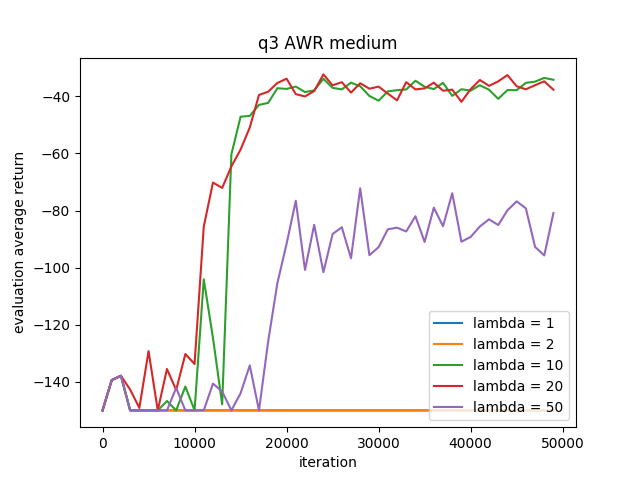 q3 AWR medium
evaluation average return
−40
−60
−80
−100
−120
−140
0
10000
20000
30000
40000
50000
iteration
lambda = 1
lambda = 2
lambda = 10
lambda = 20
lambda = 50